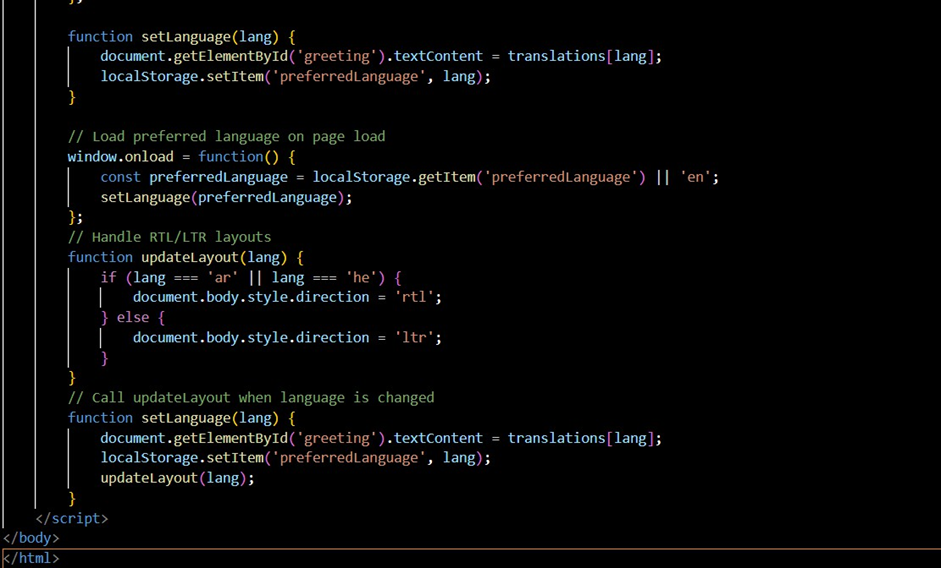 };
function setLanguage(lang) {
document.getElementById('greeting').textContent = translations[lang];
localStorage.setItem('preferredLanguage', lang);
}
// Load preferred language on page load
window.onload = function() {
const preferredLanguage = localStorage.getItem('preferredLanguage') || 'en';
setLanguage(preferredLanguage);
};
// Handle RTL/LTR layouts
function updateLayout(lang) {
if (lang === 'ar' || lang === 'he') {
document.body.style.direction = 'rtl';
} else {
document.body.style.direction = 'ltr';
}
}
// Call updateLayout when language is changed
function setLanguage(lang) {
document.getElementById('greeting').textContent = translations[lang];
localStorage.setItem('preferredLanguage', lang);
updateLayout(lang);
}
</script>
</body>
</html>